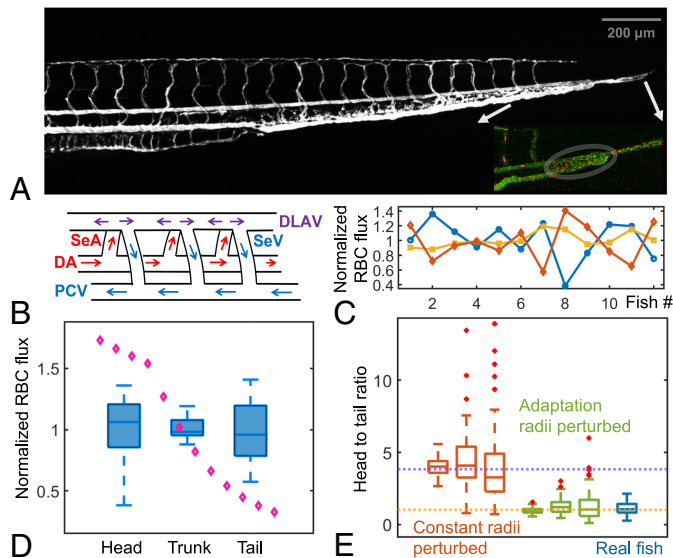 200 μm
A
DLAV
SeA
SeV
DA
PCV
B
Normalized
RBC flux
1.4
1.2
1.0
0.8
0.6
0.4
2
4
6
8
10
Fish #
C
Normalized RBC flux
1.5
1
0.5
Head
Trunk
Tail
D
Head to tail ratio
10
5
0
Adaptation
radii perturbed
Constant radii
perturbed
Real fish
E